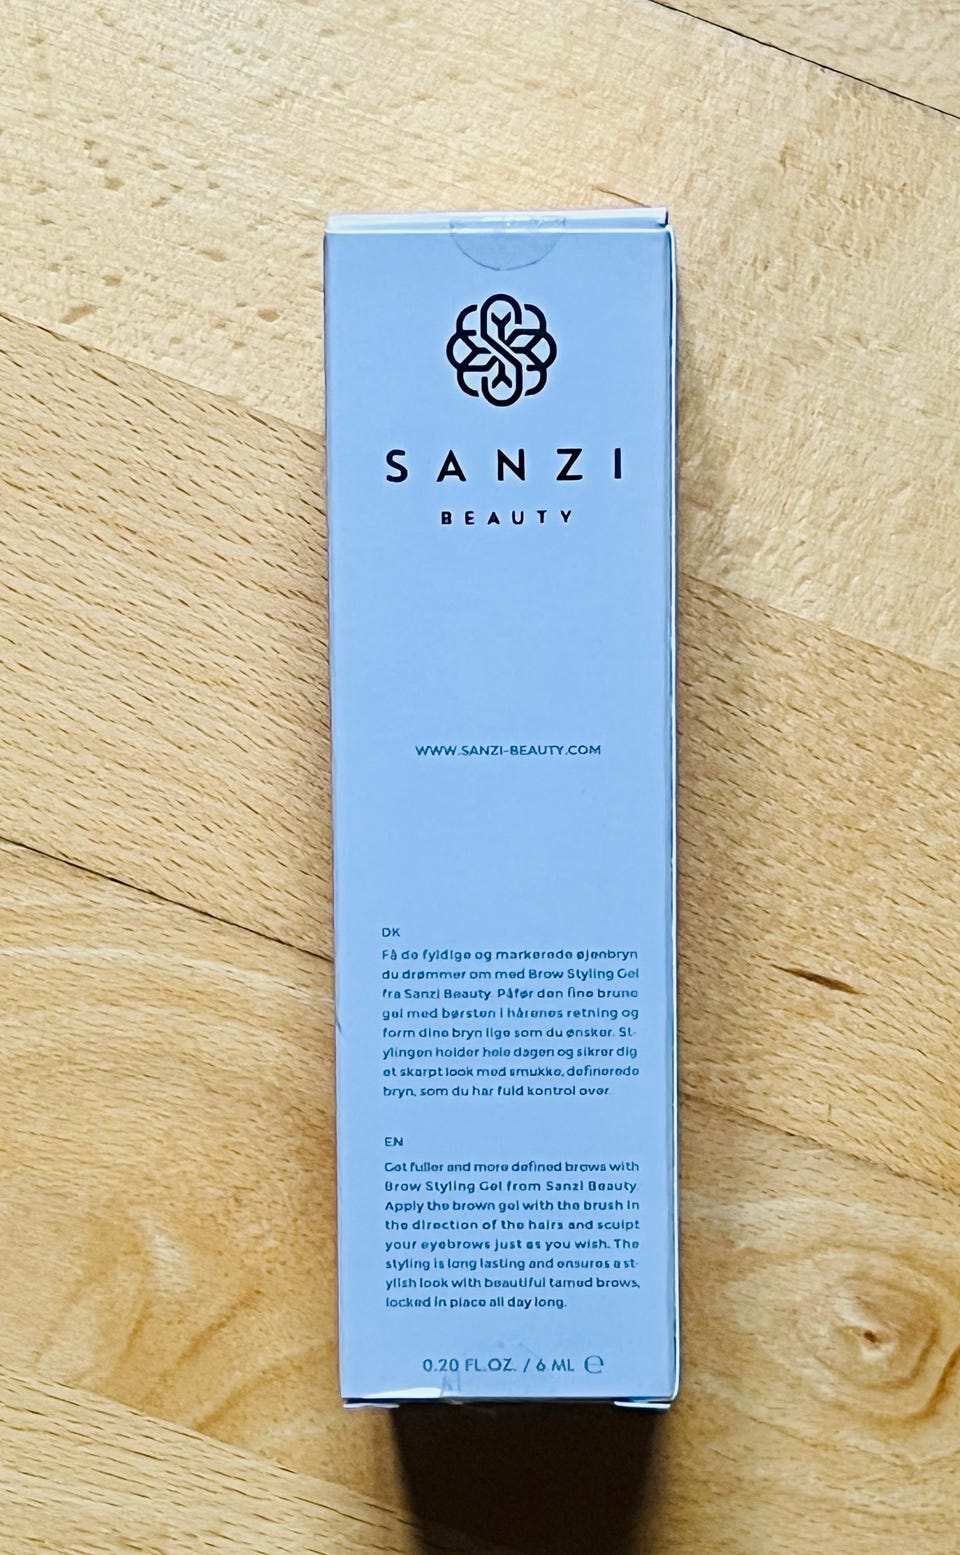 SANZI
BEAUTY
WWW.SANZI-BEAUTY.COM
DK
Få de fyldige og markerede øjenbryn
du drømmer om med Brow Styling Gel
fra Sanzi Beauty. Påfør den fine brune
gel med børsten i hårenes retning og
form dine bryn lige som du ønsker. St-
ylingen holder hele dagen og sikrer dig
et skarpt look med smukke, definerede
bryn, som du har fuld kontrol over.
EN
Get fuller and more defined brows with
Brow Styling Gel from Sanzi Beauty.
Apply the brown gel with the brush in
the direction of the hairs and sculpt
your eyebrows just as you wish. The
styling is long lasting and ensures a st-
ylish look with beautiful tamed brows,
locked in place all day long.
0.20 FL.OZ. / 6 ML ℮